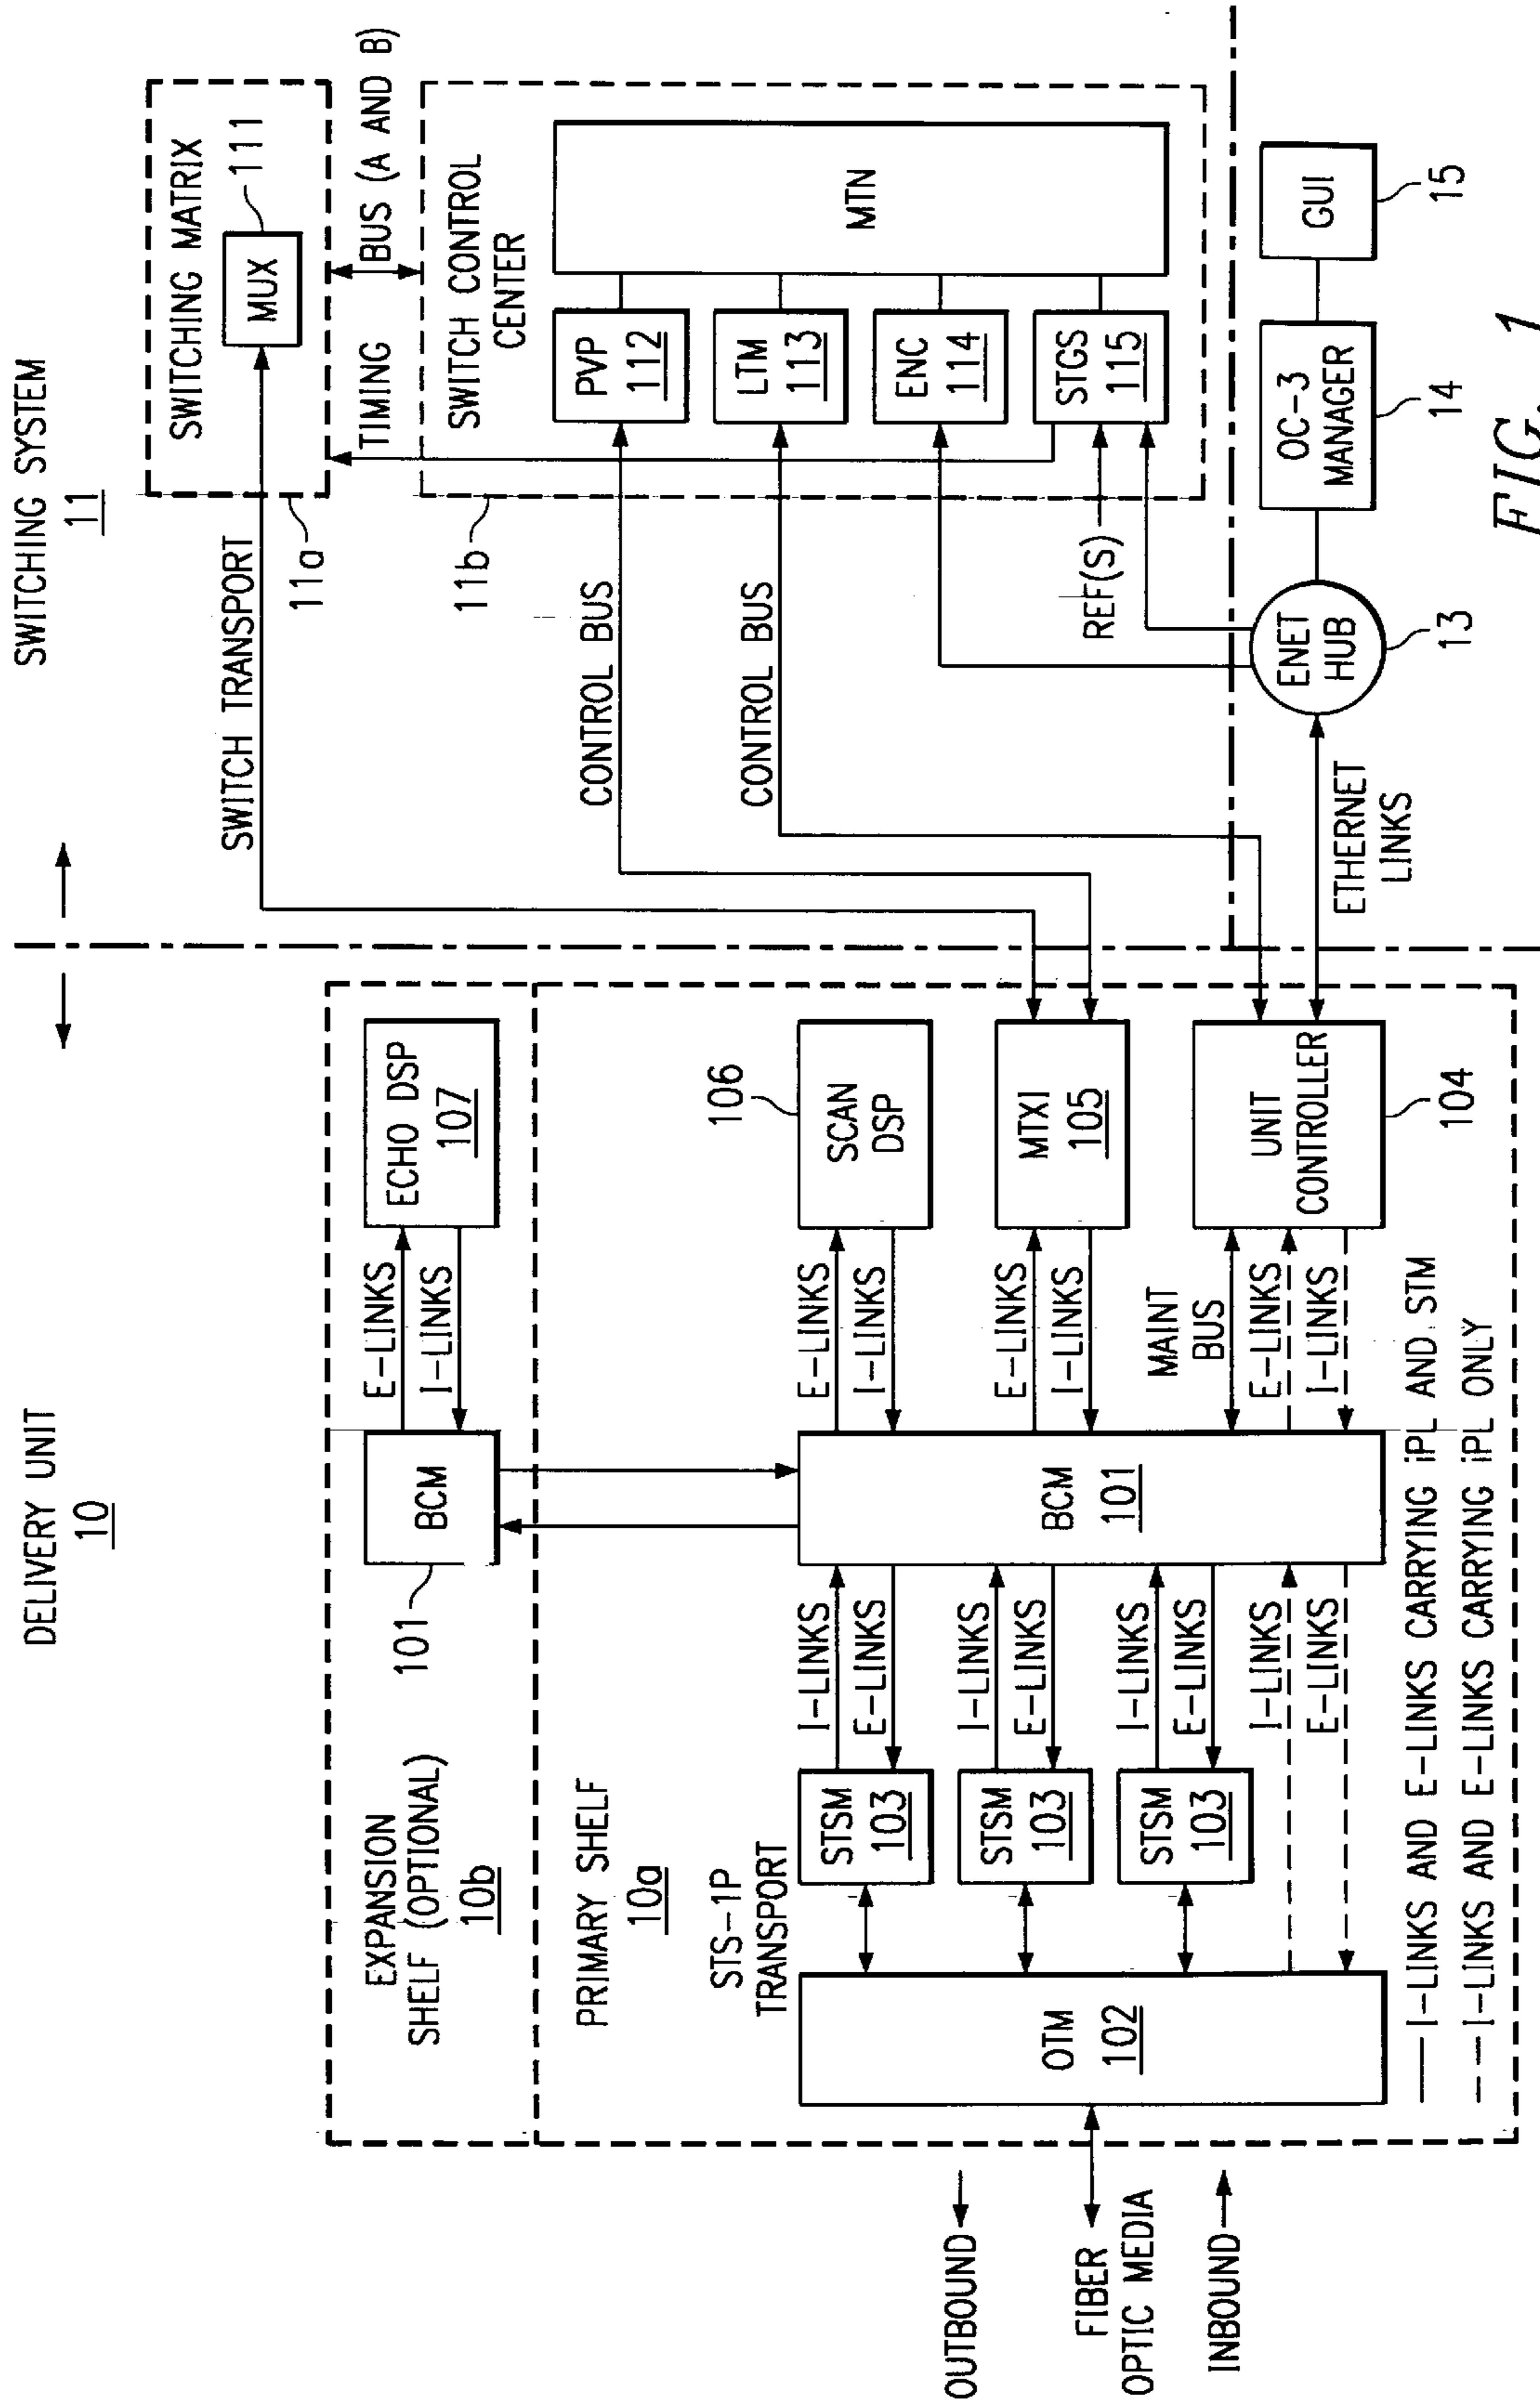 DELIVERY UNIT
10
SWITCHING SYSTEM
11
EXPANSION
SHELF (OPTIONAL)
10b
101
BCM
E-LINKS
I-LINKS
ECHO DSP
107
PRIMARY SHELF
10a
STS-1P
TRANSPORT
OUTBOUND
FIBER
OPTIC MEDIA
INBOUND
OTM
102
STSM
103
STSM
103
STSM
103
I-LINKS
E-LINKS
I-LINKS
E-LINKS
I-LINKS
E-LINKS
I-LINKS
E-LINKS
BCM
101
E-LINKS
I-LINKS
E-LINKS
I-LINKS
MAINT
BUS
E-LINKS
I-LINKS
106
SCAN
DSP
MTXI
105
UNIT
CONTROLLER
104
I-LINKS AND E-LINKS CARRYING iPL AND STM
I-LINKS AND E-LINKS CARRYING iPL ONLY
SWITCH TRANSPORT
SWITCHING MATRIX
MUX
111
11a
TIMING
BUS (A AND B)
11b
SWITCH CONTROL
CENTER
CONTROL BUS
CONTROL BUS
REF(S)
PVP
112
LTM
113
ENC
114
STGS
115
MTN
ETHERNET
LINKS
ENET
HUB
13
OC-3
MANAGER
14
GUI
15
FIG. 1